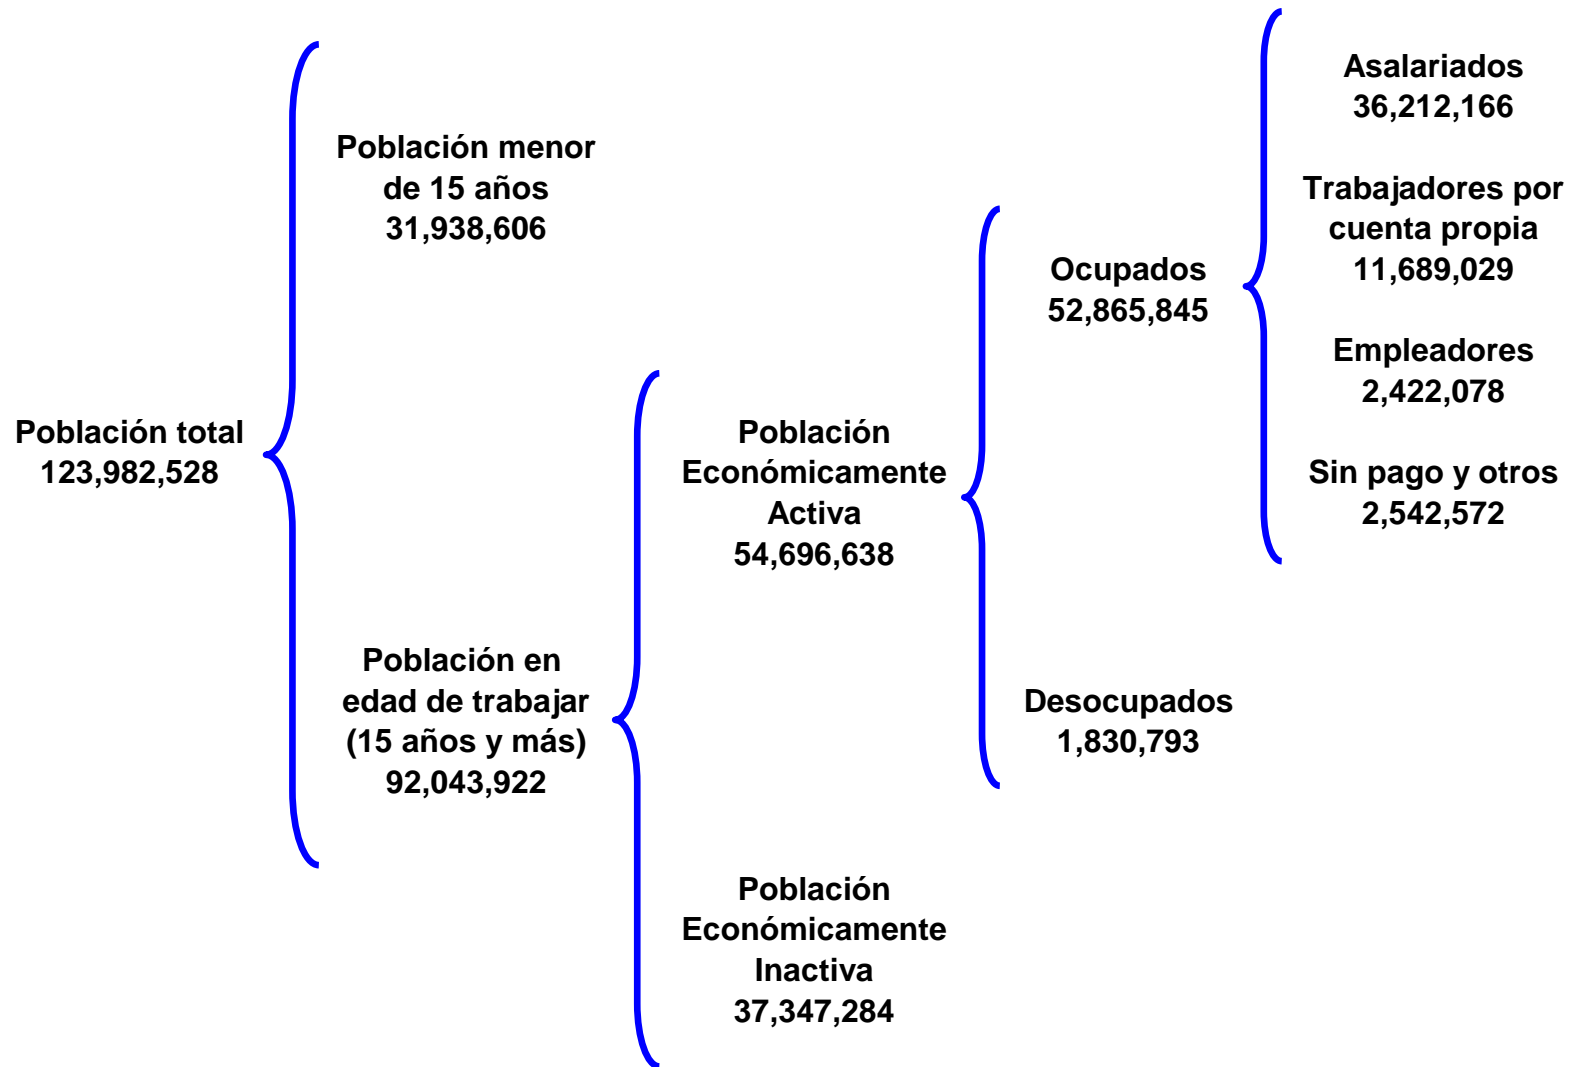 Población total
123,982,528
Población menor
de 15 años
31,938,606
Población en
edad de trabajar
(15 años y más)
92,043,922
Población
Económicamente
Activa
54,696,638
Población
Económicamente
Inactiva
37,347,284
Ocupados
52,865,845
Desocupados
1,830,793
Asalariados
36,212,166
Trabajadores por
cuenta propia
11,689,029
Empleadores
2,422,078
Sin pago y otros
2,542,572